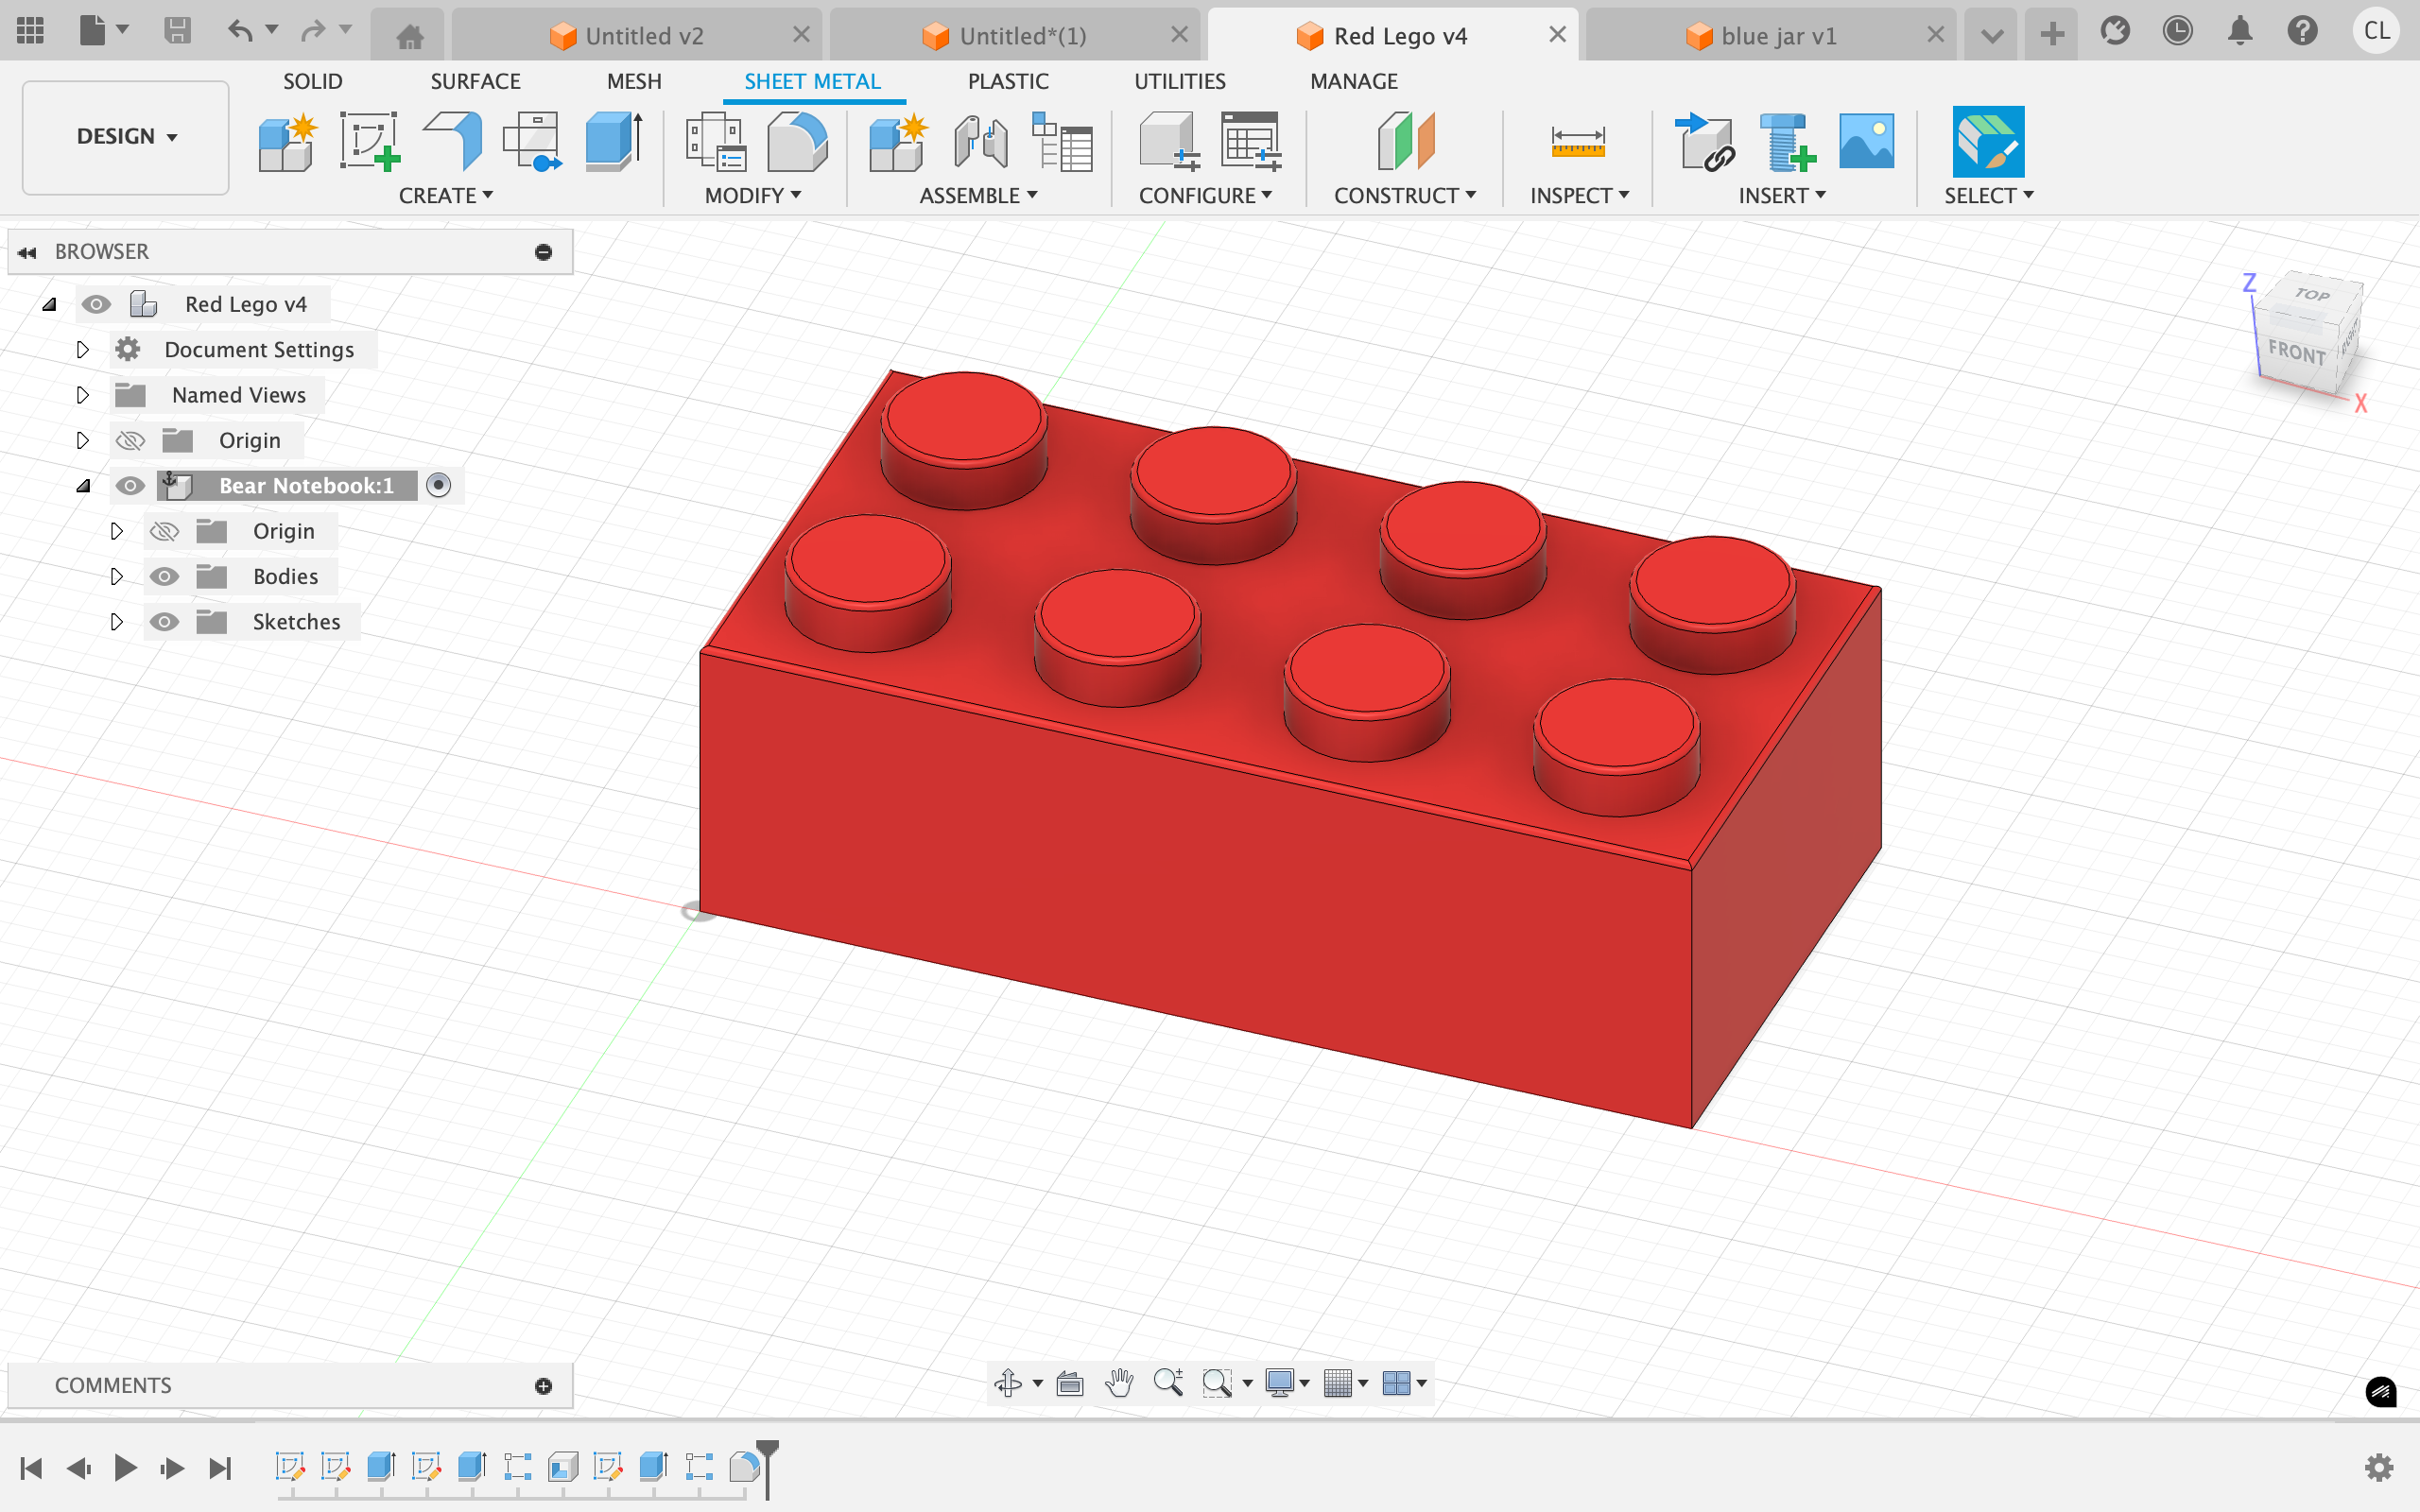 Untitled v2
Untitled*(1)
Red Lego v4
blue jar v1
CL
SOLID
SURFACE
MESH
SHEET METAL
PLASTIC
UTILITIES
MANAGE
DESIGN
CREATE
MODIFY
ASSEMBLE
CONFIGURE
CONSTRUCT
INSPECT
INSERT
SELECT
BROWSER
Red Lego v4
Document Settings
Named Views
Origin
Bear Notebook:1
Origin
Bodies
Sketches
Z
TOP
FRONT
X
COMMENTS